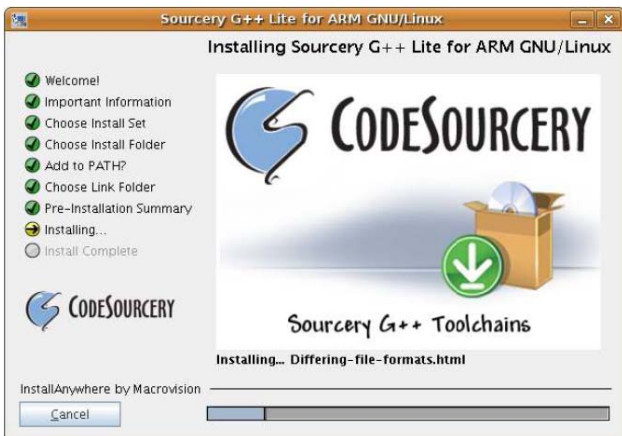 Sourcery G++ Lite for ARM GNU/Linux
Installing Sourcery G++ Lite for ARM GNU/Linux
Welcome!
Important Information
Choose Install Set
Choose Install Folder
Add to PATH?
Choose Link Folder
Pre-Installation Summary
Installing...
Install Complete
CODESOURCERY
CODESOURCERY
Sourcery G++ Toolchains
Installing... Differing-file-formats.html
InstallAnywhere by Macrovision
Cancel